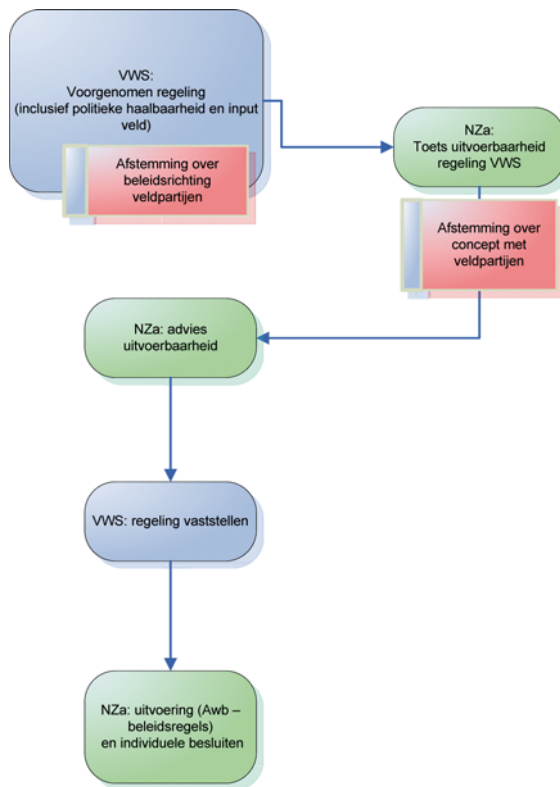 VWS:
Voorgenomen regeling
(inclusief politieke haalbaarheid en input
veld)
Afstemming over
beleidsrichting
veldpartijen
NZa:
Toets uitvoerbaarheid
regeling VWS
Afstemming over
concept met
veldpartijen
NZa: advies
uitvoerbaarheid
VWS: regeling vaststellen
NZa: uitvoering (Awb –
beleidsregels)
en individuele besluiten